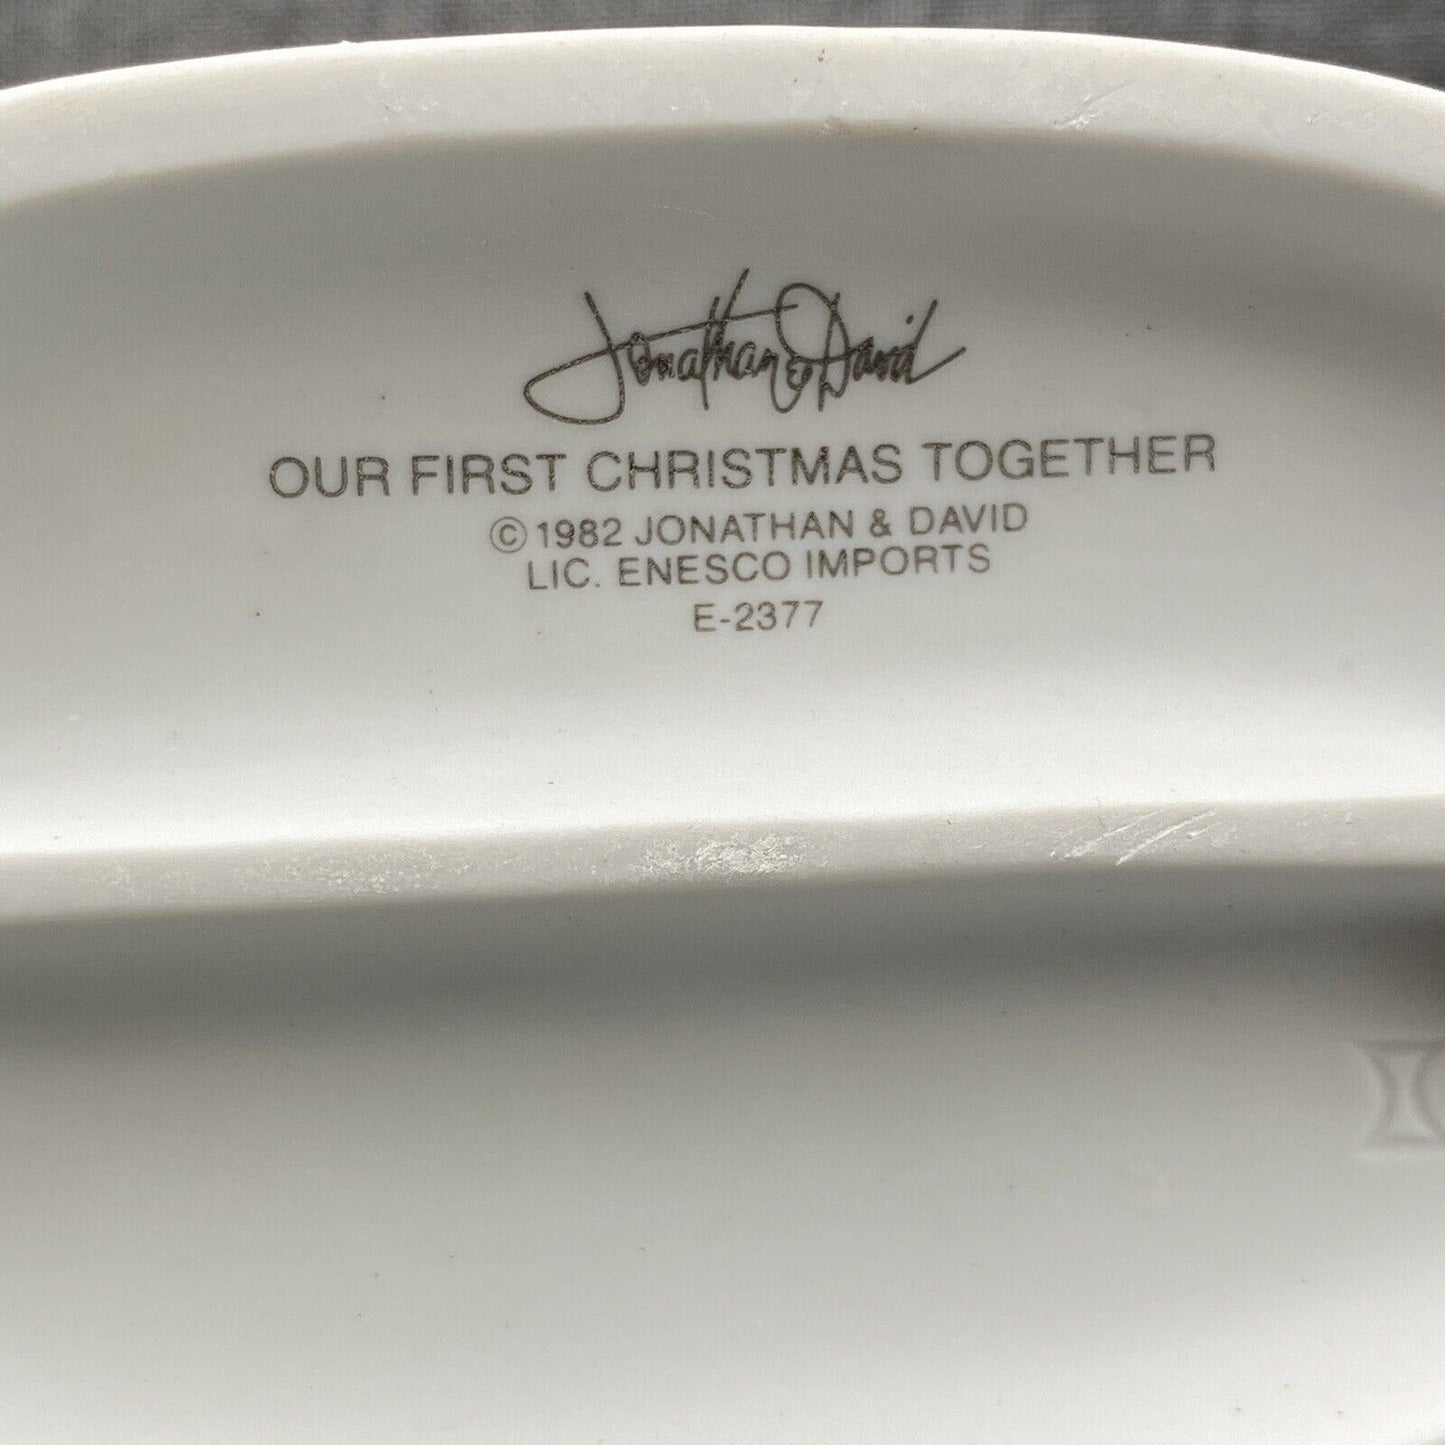 Jonathan & David
OUR FIRST CHRISTMAS TOGETHER
© 1982 JONATHAN & DAVID
LIC. ENESCO IMPORTS
E-2377